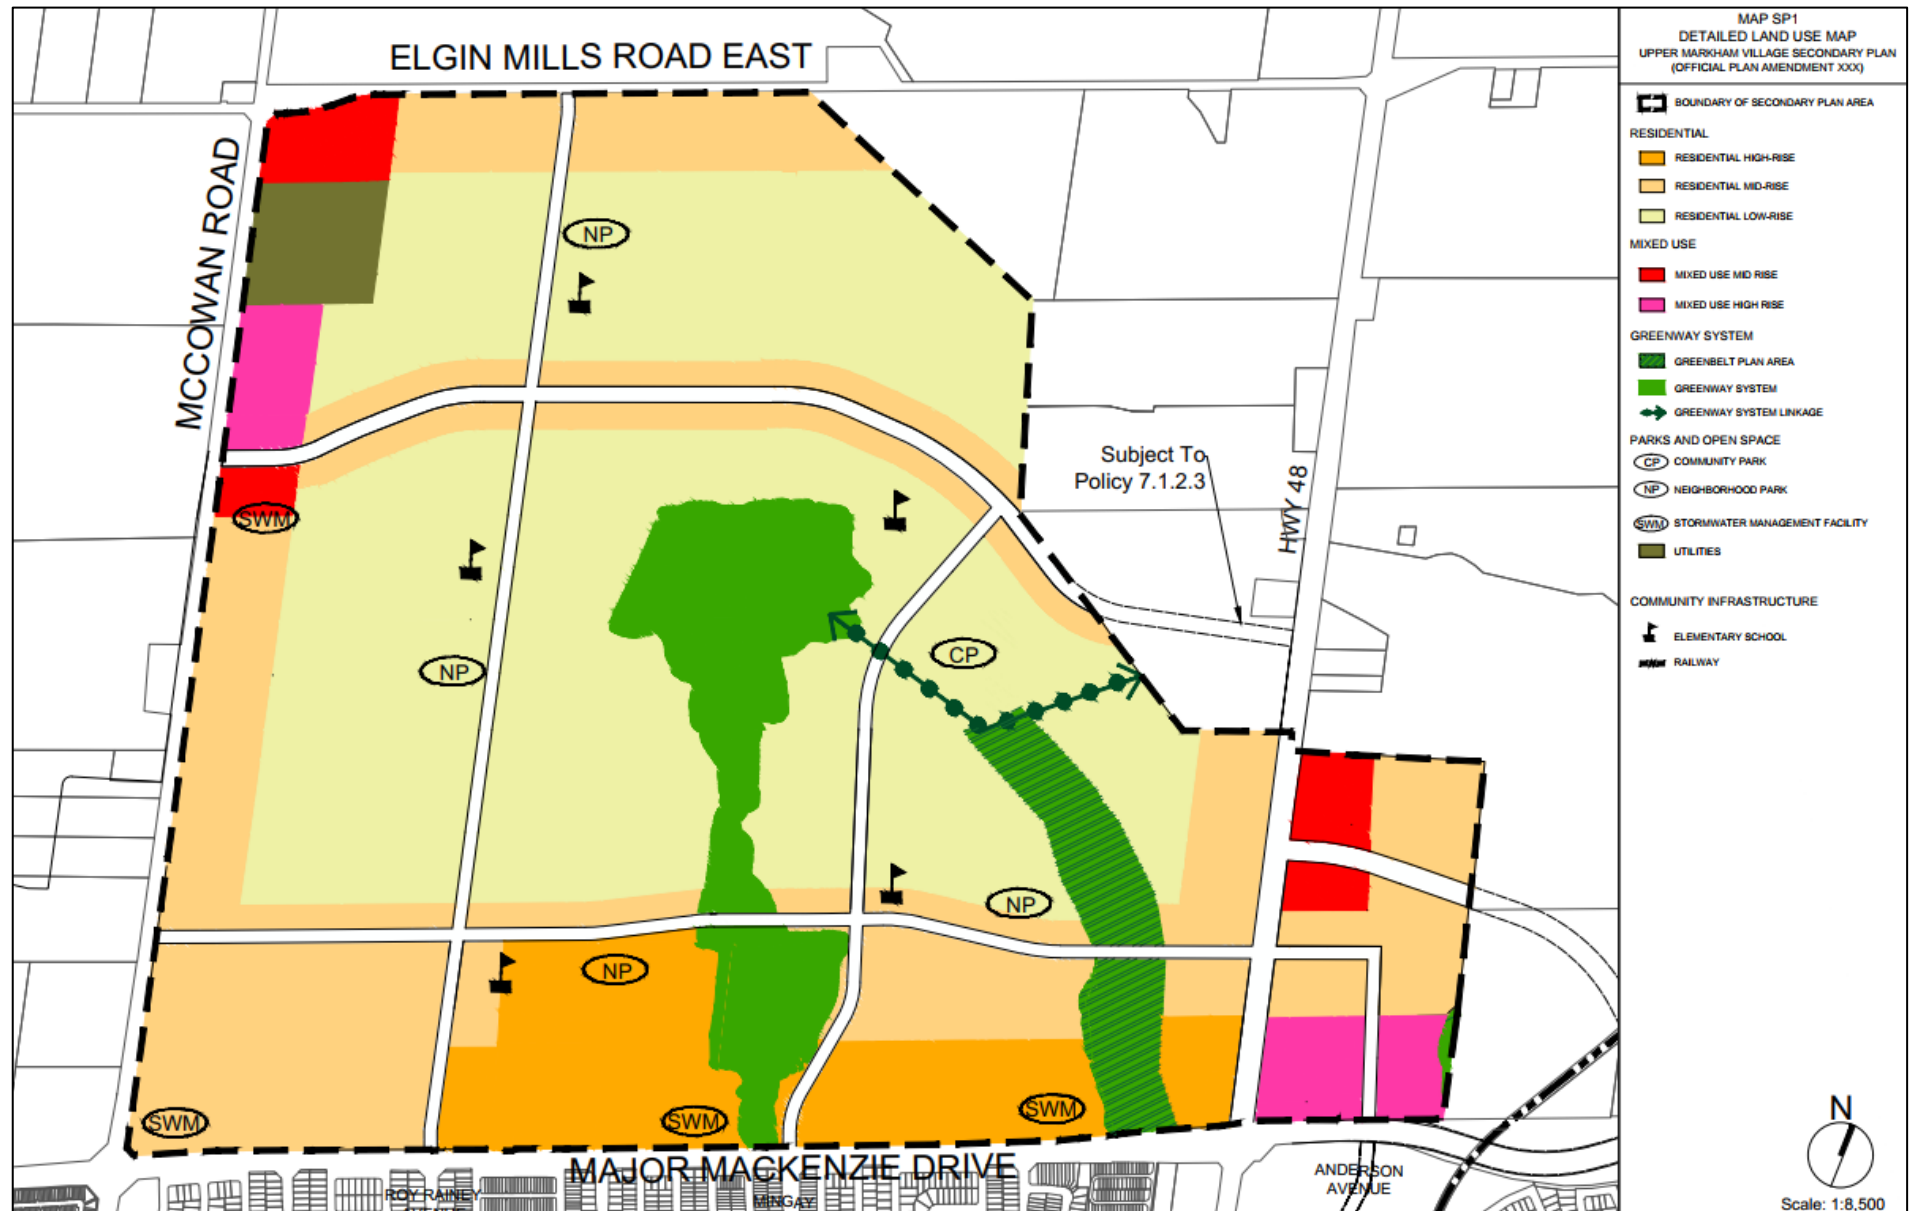 ELGIN MILLS ROAD EAST
MCCOWAN ROAD
NP
Subject To
Policy 7.1.2.3
HWY 48
SWM
NP
CP
NP
NP
SWM
SWM
SWM
MAJOR MACKENZIE DRIVE
ROY RAINEY
MINGAY
ANDERSON
AVENUE
MAP SP1
DETAILED LAND USE MAP
UPPER MARKHAM VILLAGE SECONDARY PLAN
(OFFICIAL PLAN AMENDMENT XXX)
BOUNDARY OF SECONDARY PLAN AREA
RESIDENTIAL
RESIDENTIAL HIGH-RISE
RESIDENTIAL MID-RISE
RESIDENTIAL LOW-RISE
MIXED USE
MIXED USE MID RISE
MIXED USE HIGH RISE
GREENWAY SYSTEM
GREENBELT PLAN AREA
GREENWAY SYSTEM
GREENWAY SYSTEM LINKAGE
PARKS AND OPEN SPACE
CP COMMUNITY PARK
NP NEIGHBORHOOD PARK
SWM STORMWATER MANAGEMENT FACILITY
UTILITIES
COMMUNITY INFRASTRUCTURE
ELEMENTARY SCHOOL
RAILWAY
N
Scale: 1:8,500